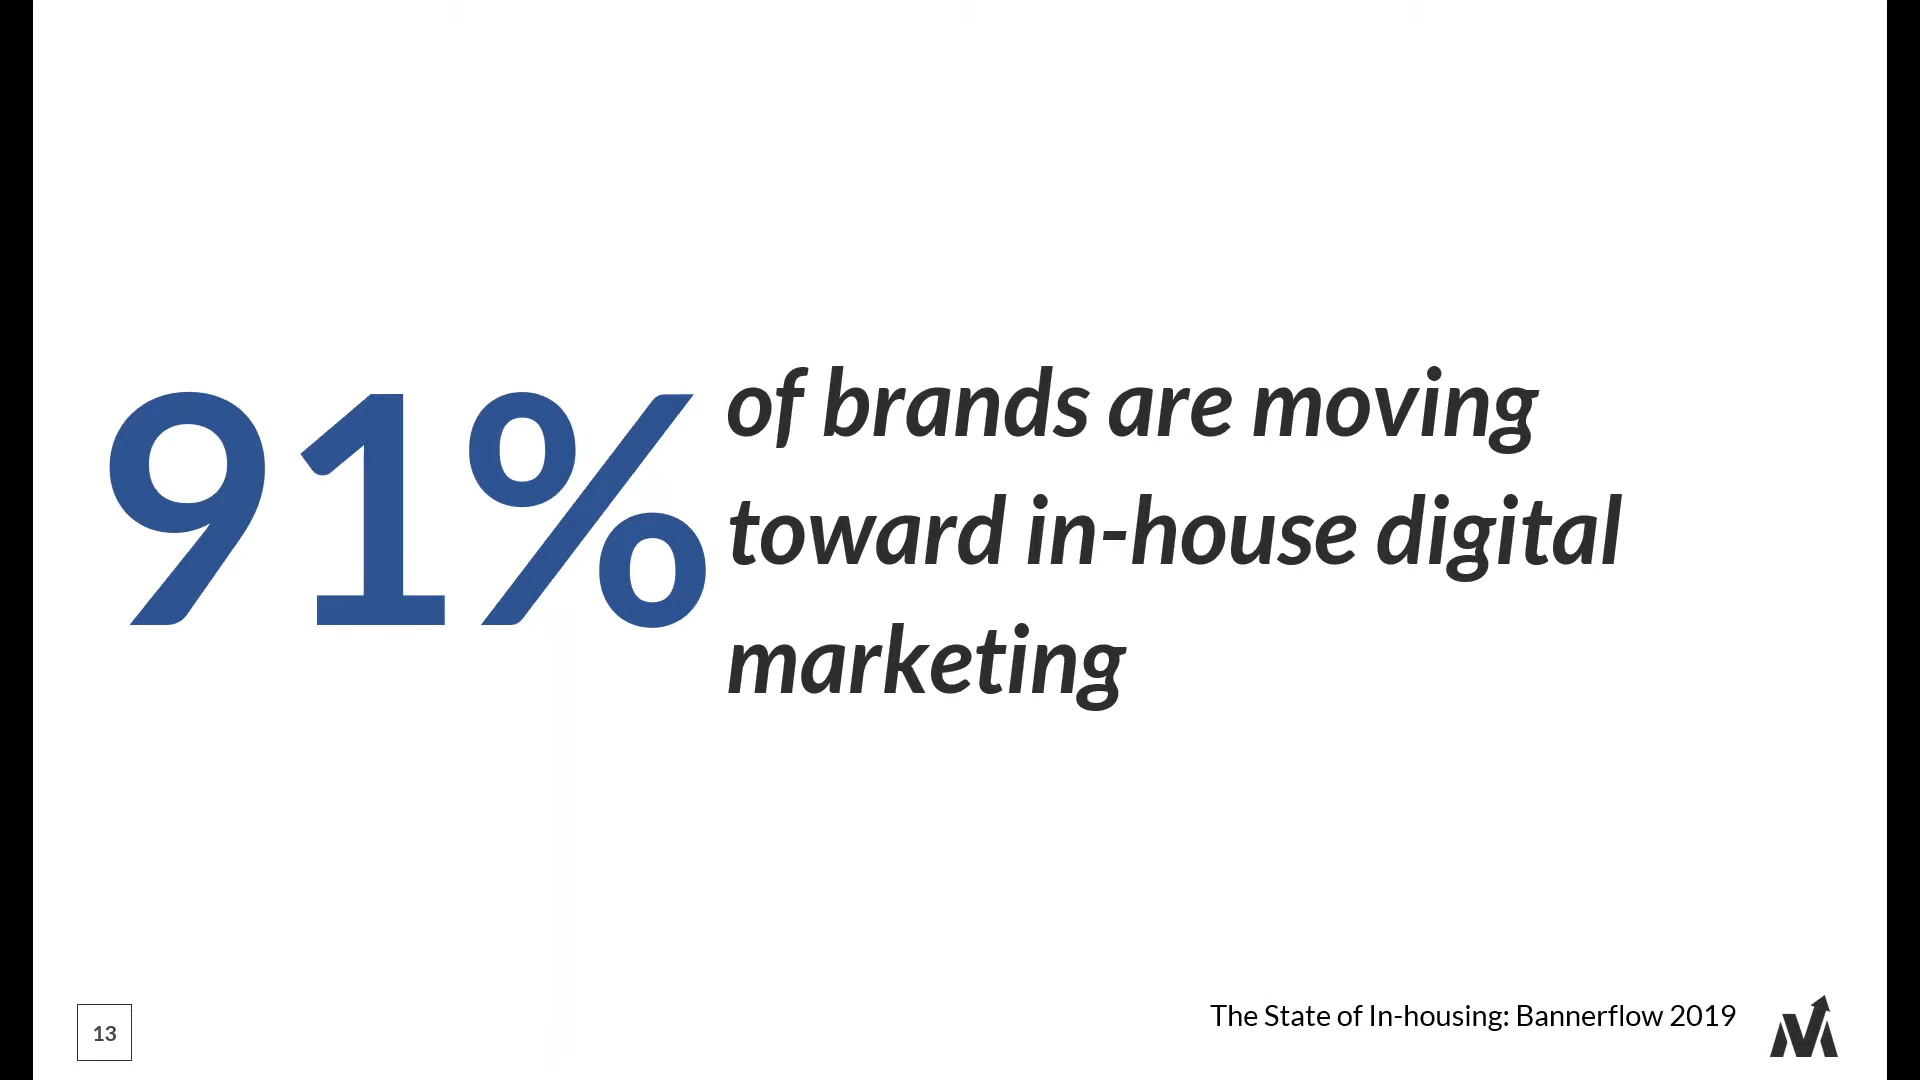 91%
of brands are moving
toward in-house digital
marketing
13
The State of In-housing: Bannerflow 2019